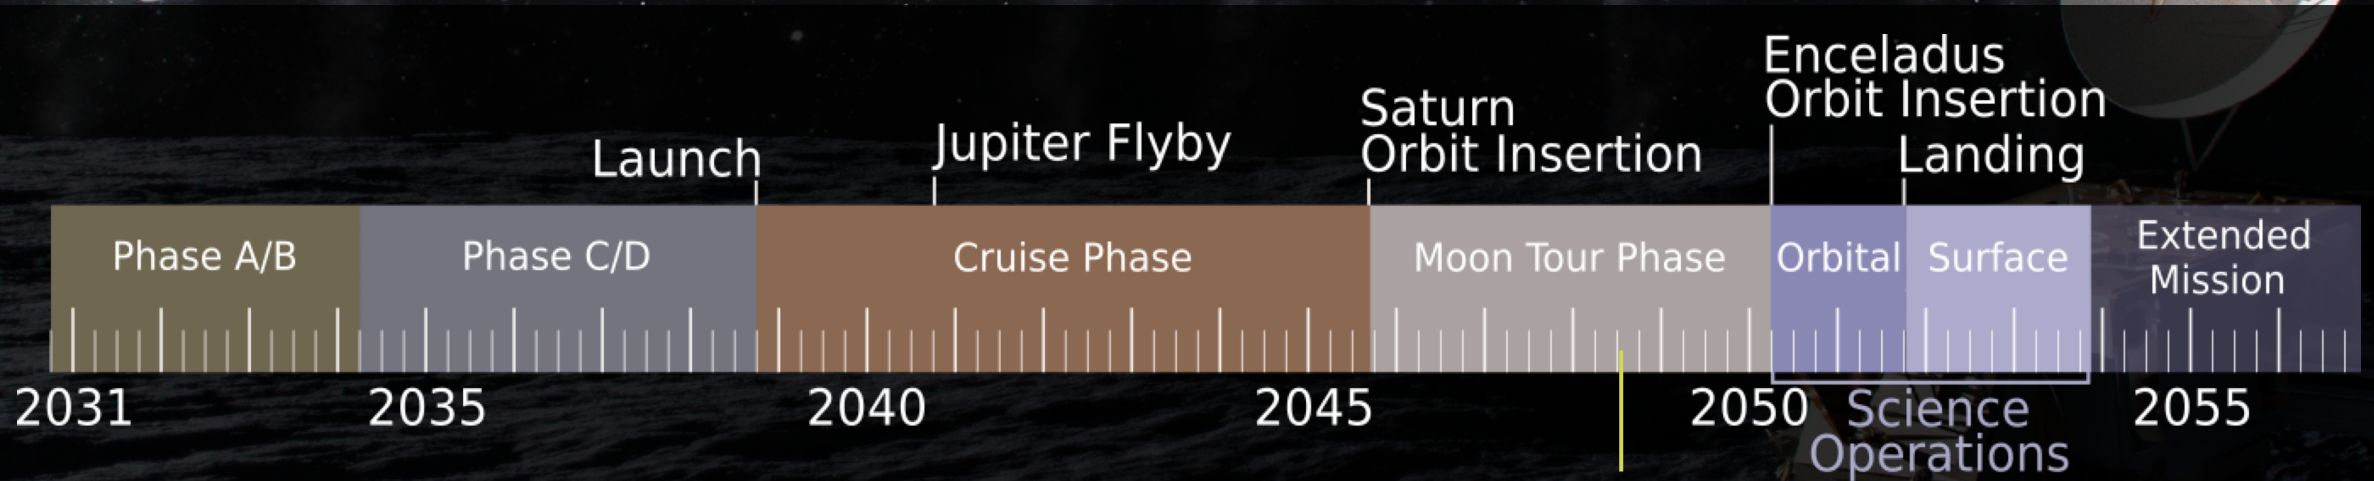 Enceladus
Orbit Insertion
Saturn
Orbit Insertion
Launch
Jupiter Flyby
Landing
Phase A/B
Phase C/D
Cruise Phase
Moon Tour Phase
Orbital
Surface
Extended
Mission
2031
2035
2040
2045
2050
2055
Science
Operations